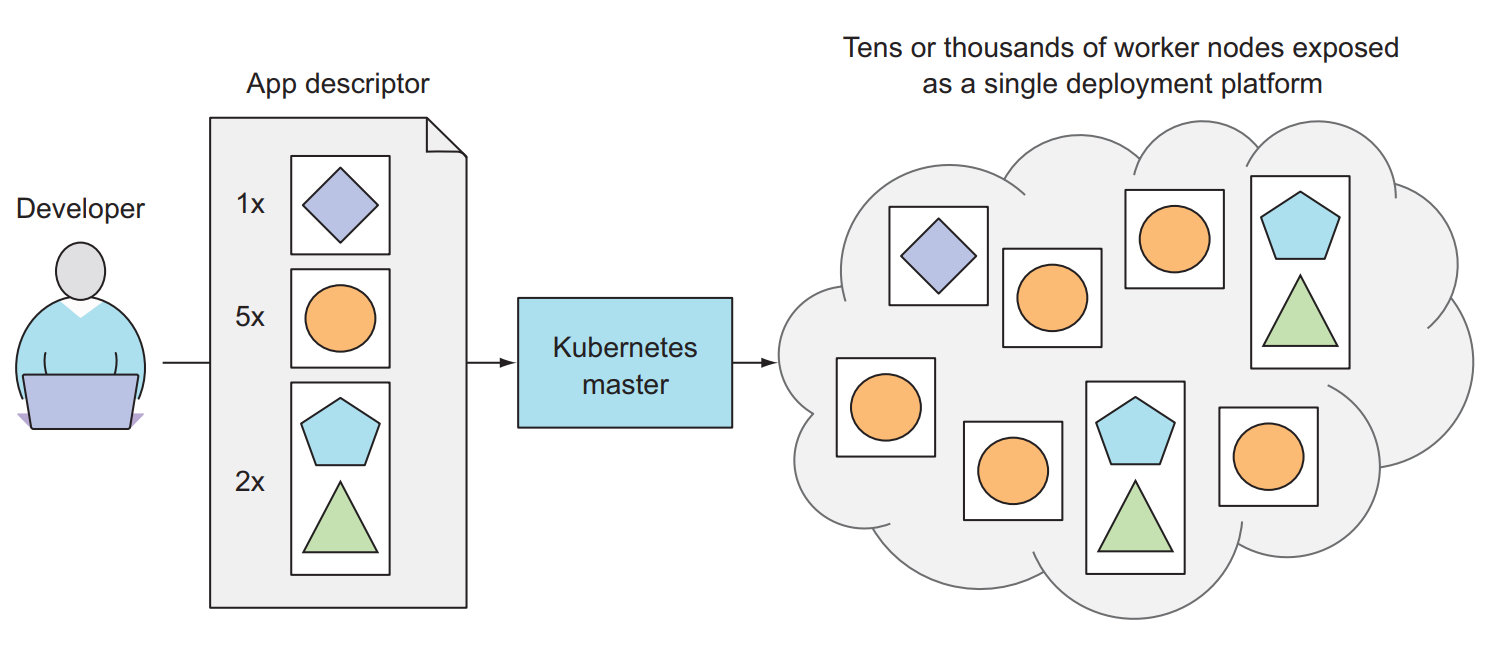 Tens or thousands of worker nodes exposed
as a single deployment platform
App descriptor
Developer
1x
5x
2x
Kubernetes
master